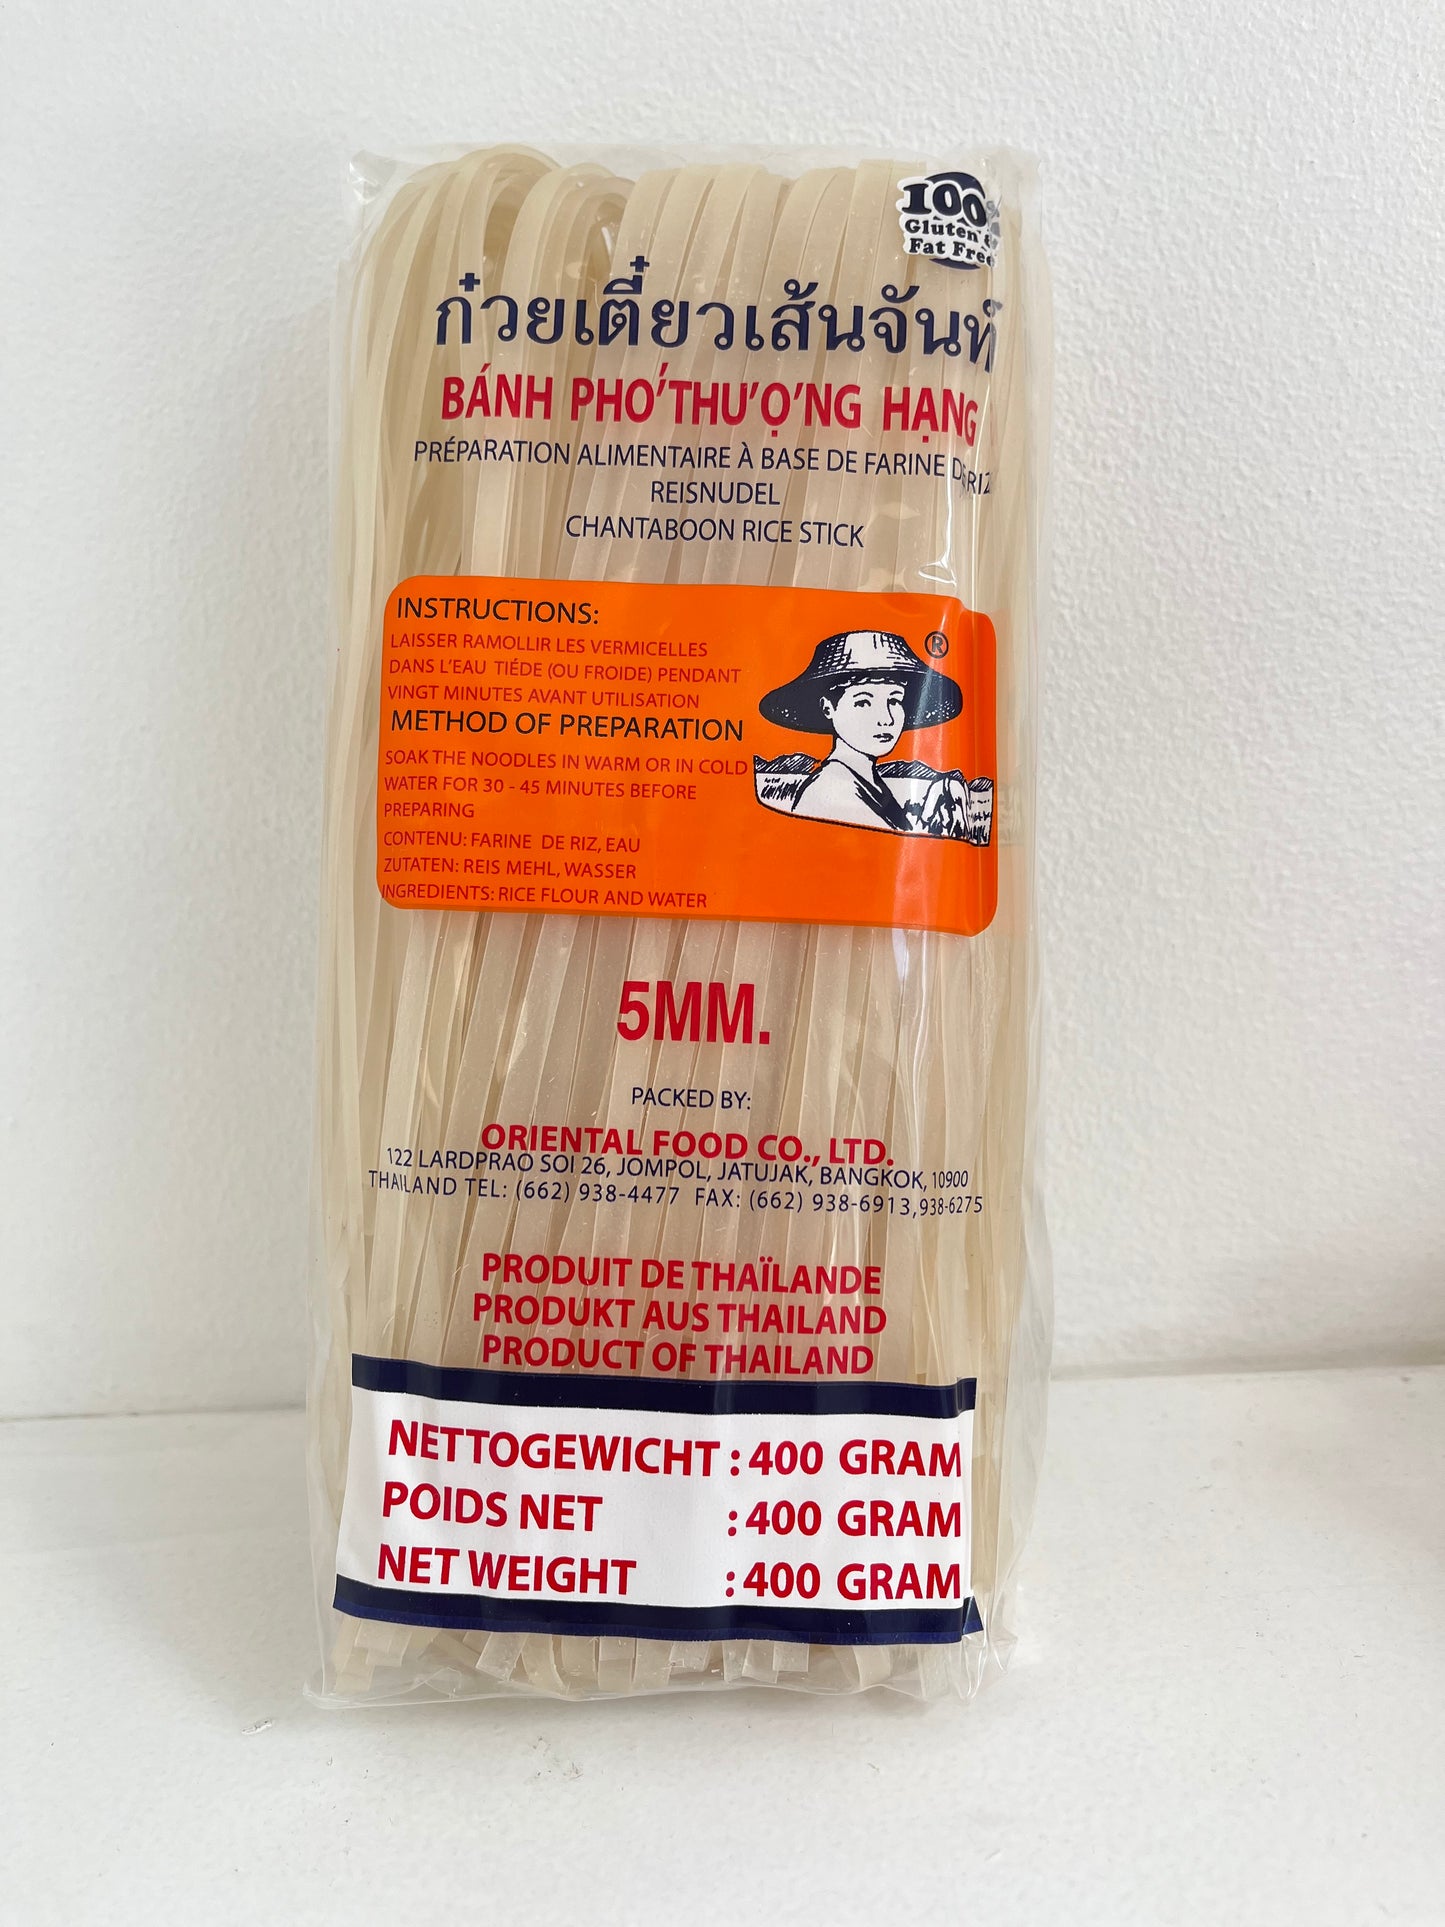 100%
Gluten &
Fat Free
ก๋วยเตี๋ยวเส้นจันท์
BÁNH PHO'́ THU'Ọ'NG HẠNG
PRÉPARATION ALIMENTAIRE À BASE DE FARINE DE RIZ
REISNUDEL
CHANTABOON RICE STICK
INSTRUCTIONS:
LAISSER RAMOLLIR LES VERMICELLES
DANS L'EAU TIÉDE (OU FROIDE) PENDANT
VINGT MINUTES AVANT UTILISATION
METHOD OF PREPARATION
SOAK THE NOODLES IN WARM OR IN COLD
WATER FOR 30 - 45 MINUTES BEFORE
PREPARING
CONTENU: FARINE DE RIZ, EAU
ZUTATEN: REIS MEHL, WASSER
INGREDIENTS: RICE FLOUR AND WATER
®
5MM.
PACKED BY:
ORIENTAL FOOD CO., LTD.
122 LARDPRAO SOI 26, JOMPOL, JATUJAK, BANGKOK, 10900
THAILAND TEL: (662) 938-4477 FAX: (662) 938-6913,938-6275
PRODUIT DE THAÏLANDE
PRODUKT AUS THAILAND
PRODUCT OF THAILAND
NETTOGEWICHT : 400 GRAM
POIDS NET : 400 GRAM
NET WEIGHT : 400 GRAM